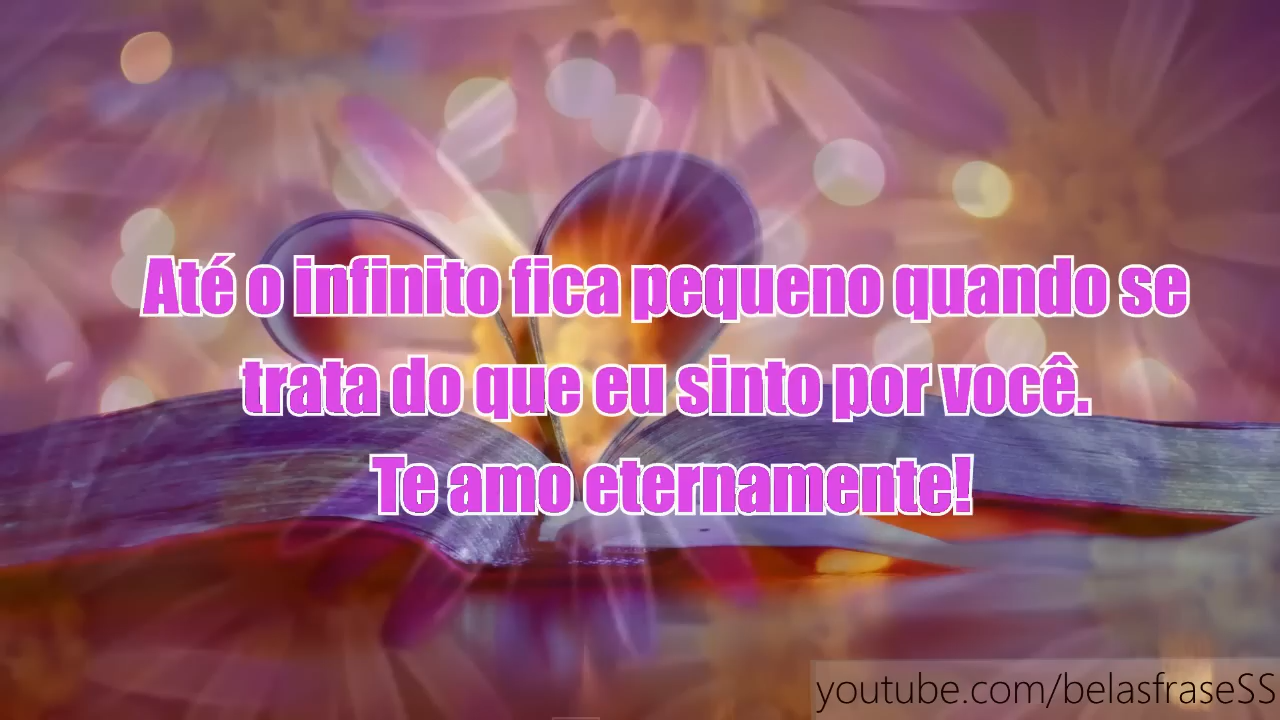 Até o infinito fica pequeno quando se
trata do que eu sinto por você.
Te amo eternamente!
youtube.com/belasfraseSS